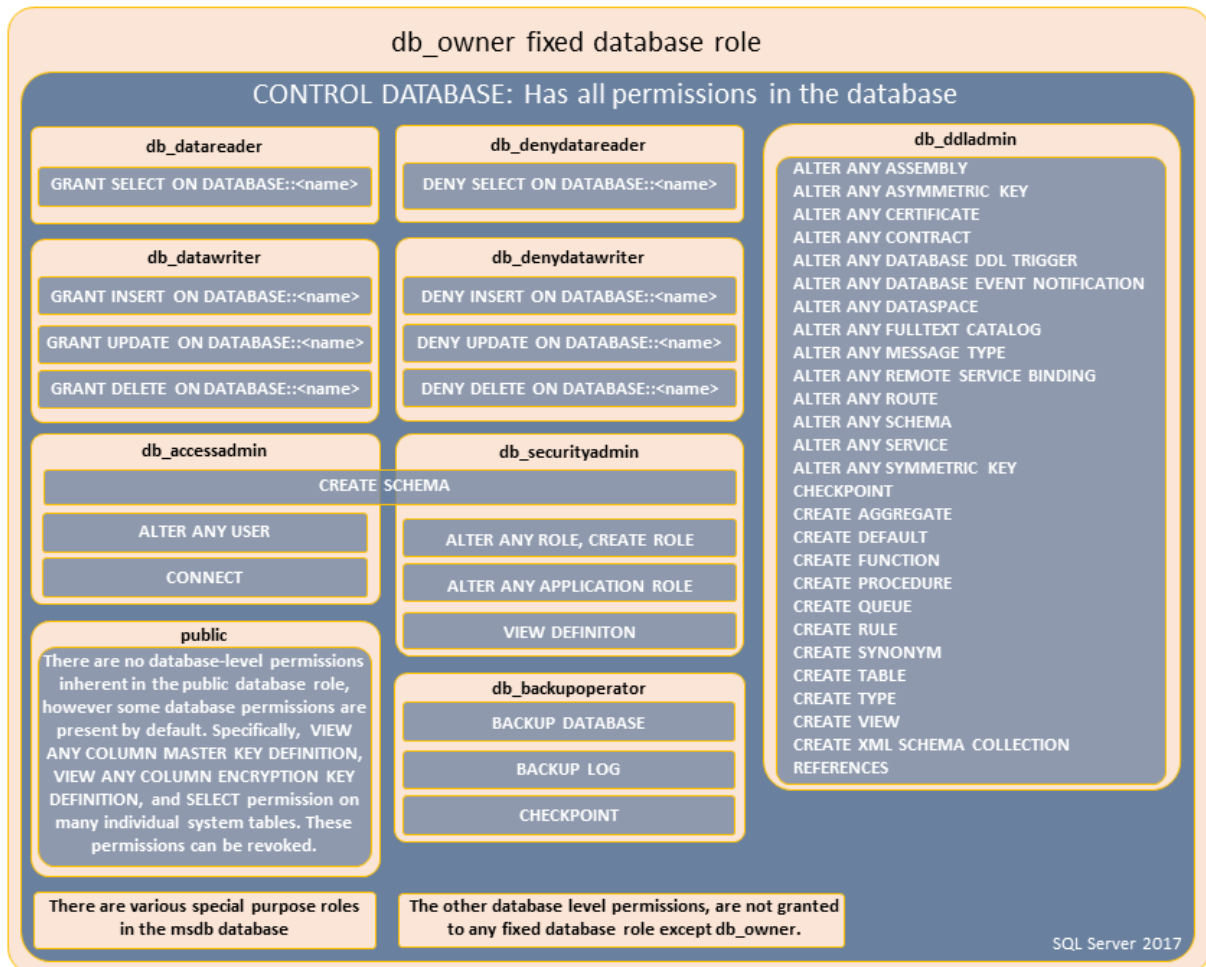 db_owner fixed database role
CONTROL DATABASE: Has all permissions in the database
db_datareader
GRANT SELECT ON DATABASE::<name>
db_denydatareader
DENY SELECT ON DATABASE::<name>
db_datawriter
GRANT INSERT ON DATABASE::<name>
GRANT UPDATE ON DATABASE::<name>
GRANT DELETE ON DATABASE::<name>
db_denydatawriter
DENY INSERT ON DATABASE::<name>
DENY UPDATE ON DATABASE::<name>
DENY DELETE ON DATABASE::<name>
db_accessadmin
db_securityadmin
CREATE SCHEMA
ALTER ANY USER
CONNECT
ALTER ANY ROLE, CREATE ROLE
ALTER ANY APPLICATION ROLE
VIEW DEFINITON
public
There are no database-level permissions
inherent in the public database role,
however some database permissions are
present by default. Specifically, VIEW
ANY COLUMN MASTER KEY DEFINITION,
VIEW ANY COLUMN ENCRYPTION KEY
DEFINITION, and SELECT permission on
many individual system tables. These
permissions can be revoked.
db_backupoperator
BACKUP DATABASE
BACKUP LOG
CHECKPOINT
db_ddladmin
ALTER ANY ASSEMBLY
ALTER ANY ASYMMETRIC KEY
ALTER ANY CERTIFICATE
ALTER ANY CONTRACT
ALTER ANY DATABASE DDL TRIGGER
ALTER ANY DATABASE EVENT NOTIFICATION
ALTER ANY DATASPACE
ALTER ANY FULLTEXT CATALOG
ALTER ANY MESSAGE TYPE
ALTER ANY REMOTE SERVICE BINDING
ALTER ANY ROUTE
ALTER ANY SCHEMA
ALTER ANY SERVICE
ALTER ANY SYMMETRIC KEY
CHECKPOINT
CREATE AGGREGATE
CREATE DEFAULT
CREATE FUNCTION
CREATE PROCEDURE
CREATE QUEUE
CREATE RULE
CREATE SYNONYM
CREATE TABLE
CREATE TYPE
CREATE VIEW
CREATE XML SCHEMA COLLECTION
REFERENCES
There are various special purpose roles
in the msdb database
The other database level permissions, are not granted
to any fixed database role except db_owner.
SQL Server 2017